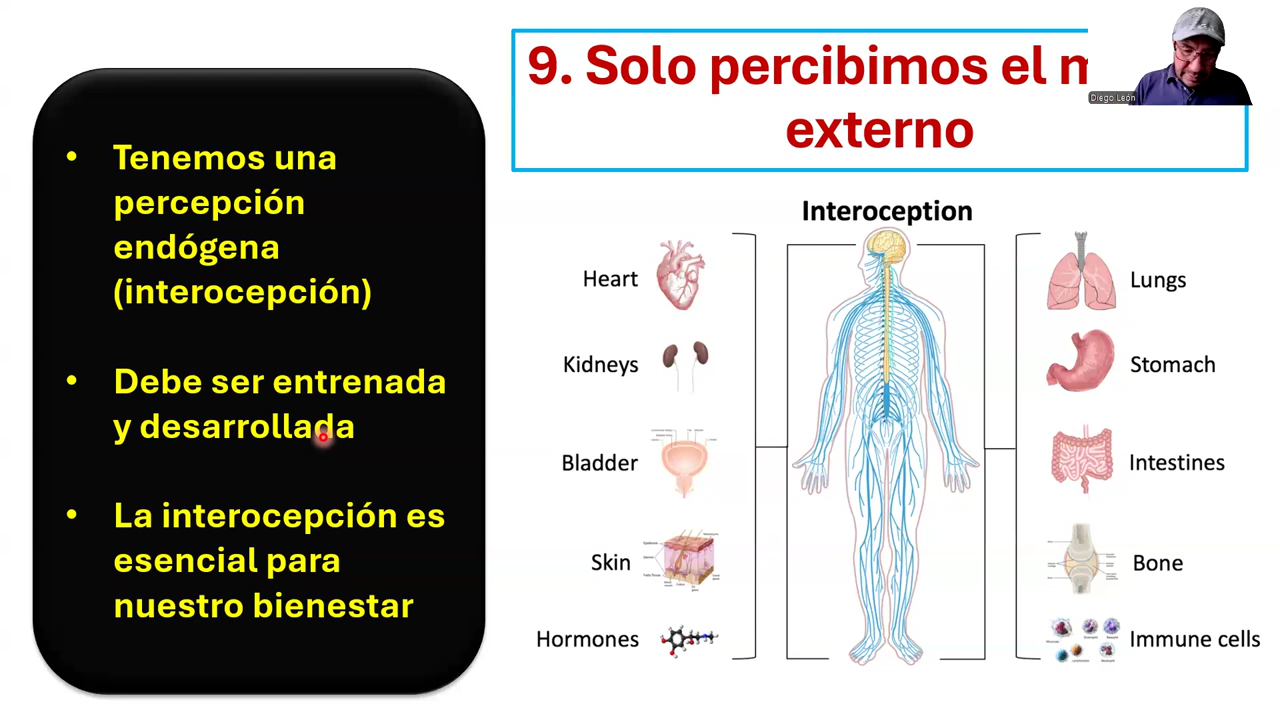 9. Solo percibimos el m
externo
Diego León
• Tenemos una
percepción
endógena
(interocepción)
• Debe ser entrenada
y desarrollada
• La interocepción es
esencial para
nuestro bienestar
Interoception
Heart
Kidneys
Bladder
Skin
Hormones
Lungs
Stomach
Intestines
Bone
Immune cells